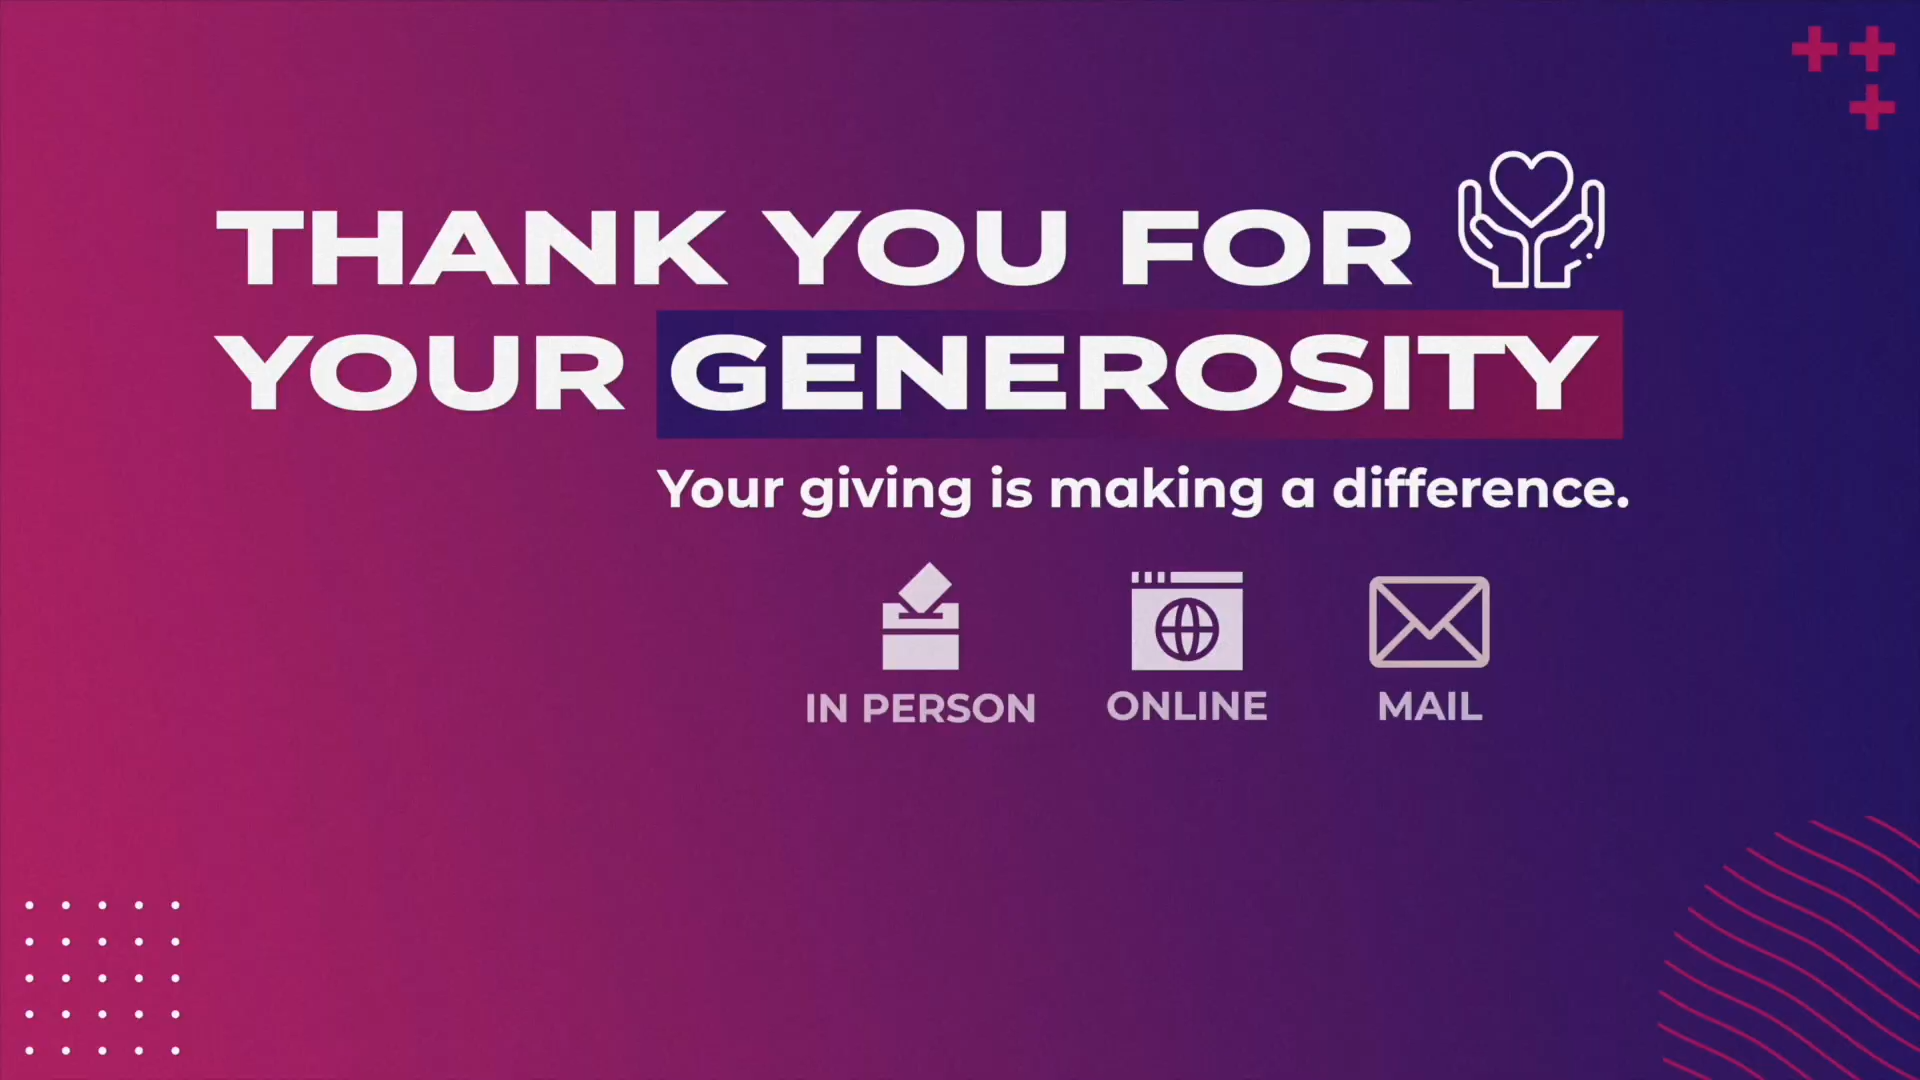 THANK YOU FOR
YOUR GENEROSITY
Your giving is making a difference.
IN PERSON
ONLINE
MAIL